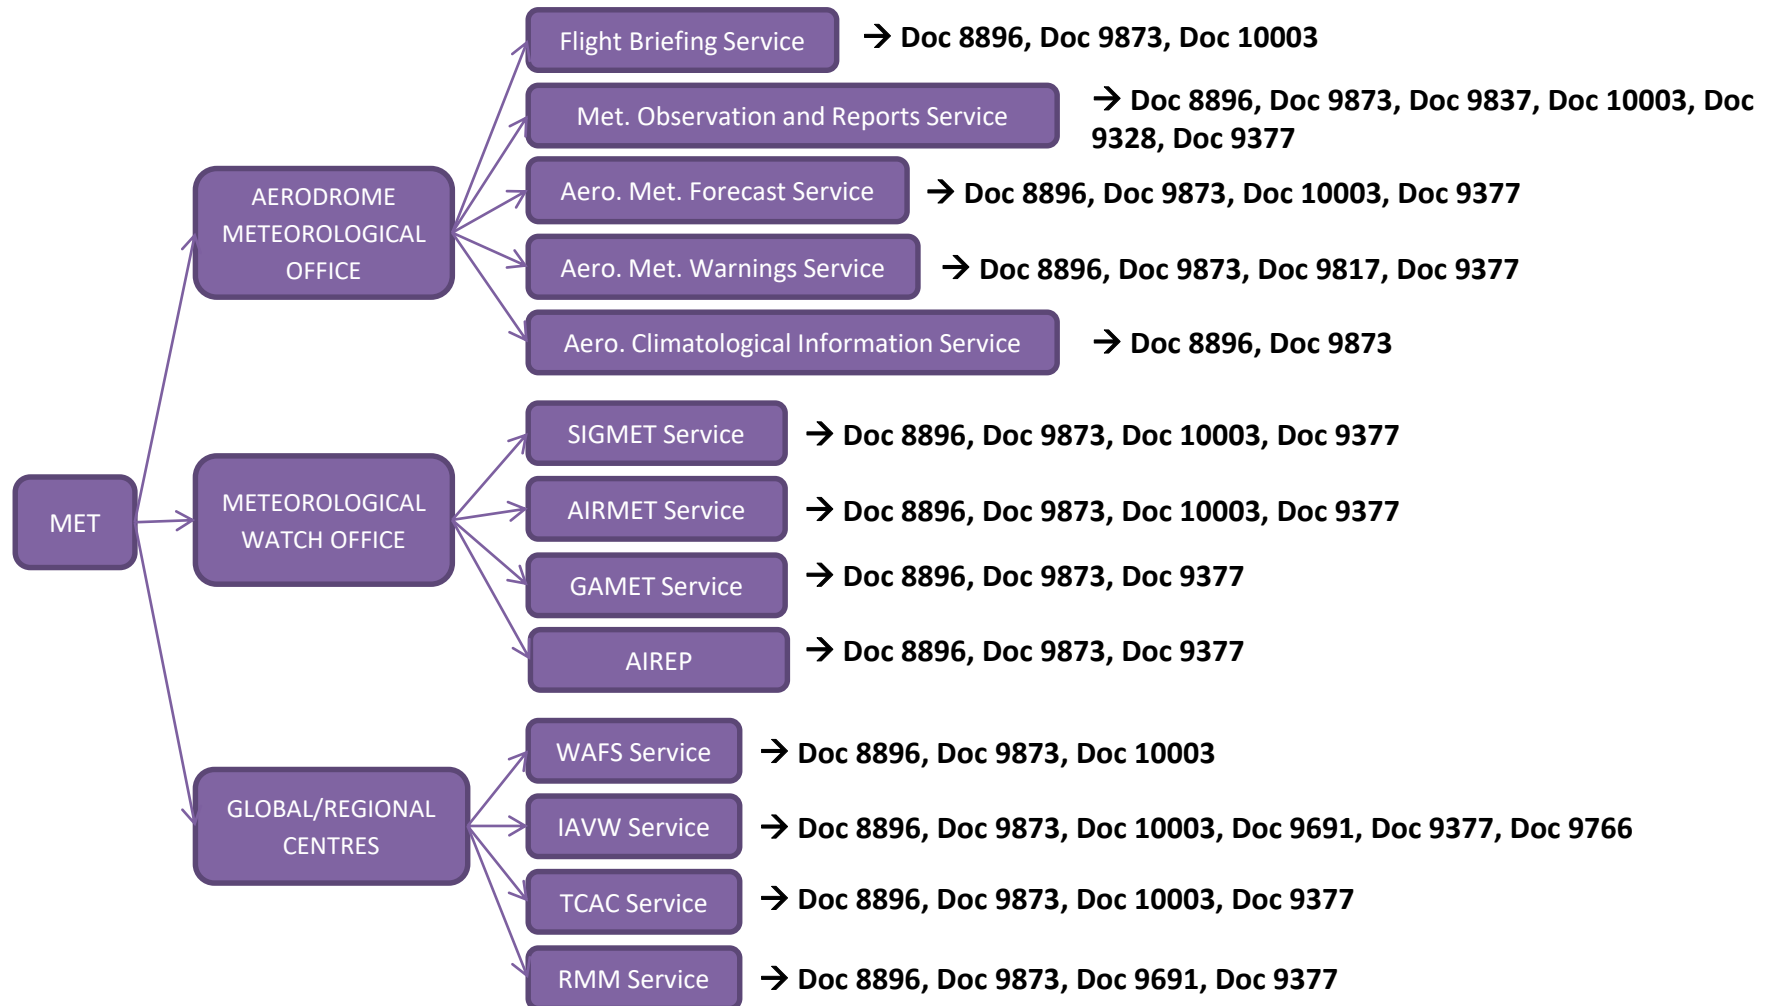 MET
AERODROME
METEOROLOGICAL
OFFICE
Flight Briefing Service
→ Doc 8896, Doc 9873, Doc 10003
Met. Observation and Reports Service
→ Doc 8896, Doc 9873, Doc 9837, Doc 10003, Doc
9328, Doc 9377
Aero. Met. Forecast Service
→ Doc 8896, Doc 9873, Doc 10003, Doc 9377
Aero. Met. Warnings Service
→ Doc 8896, Doc 9873, Doc 9817, Doc 9377
Aero. Climatological Information Service
→ Doc 8896, Doc 9873
METEOROLOGICAL
WATCH OFFICE
SIGMET Service
→ Doc 8896, Doc 9873, Doc 10003, Doc 9377
AIRMET Service
→ Doc 8896, Doc 9873, Doc 10003, Doc 9377
GAMET Service
→ Doc 8896, Doc 9873, Doc 9377
AIREP
→ Doc 8896, Doc 9873, Doc 9377
GLOBAL/REGIONAL
CENTRES
WAFS Service
→ Doc 8896, Doc 9873, Doc 10003
IAVW Service
→ Doc 8896, Doc 9873, Doc 10003, Doc 9691, Doc 9377, Doc 9766
TCAC Service
→ Doc 8896, Doc 9873, Doc 10003, Doc 9377
RMM Service
→ Doc 8896, Doc 9873, Doc 9691, Doc 9377